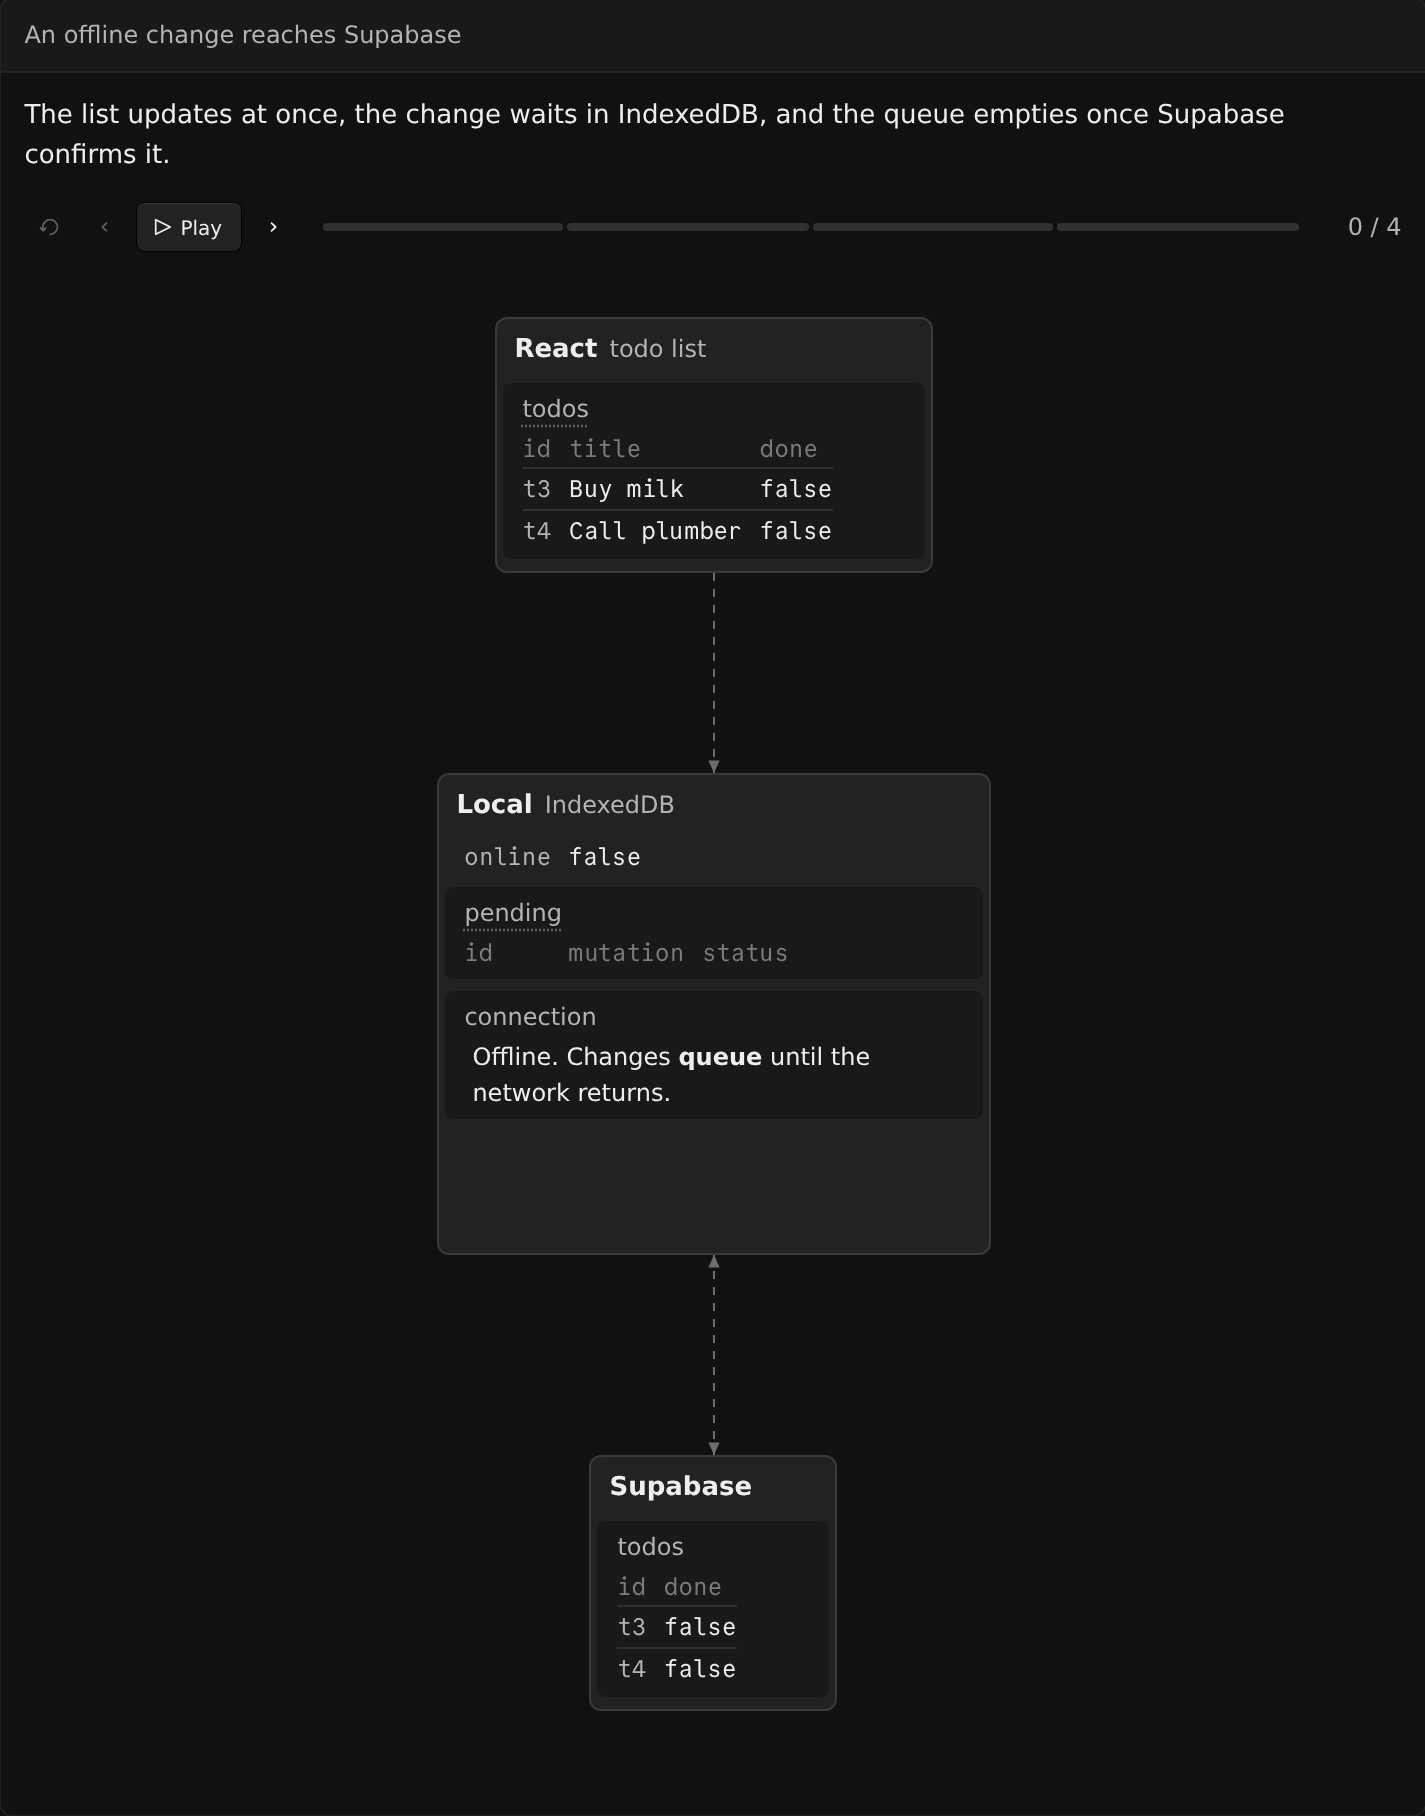 An offline change reaches Supabase
The list updates at once, the change waits in IndexedDB, and the queue empties once Supabase
confirms it.
Play
0 / 4
React todo list
todos
id title done
t3 Buy milk false
t4 Call plumber false
Local IndexedDB
online false
pending
id mutation status
connection
Offline. Changes queue until the
network returns.
Supabase
todos
id done
t3 false
t4 false